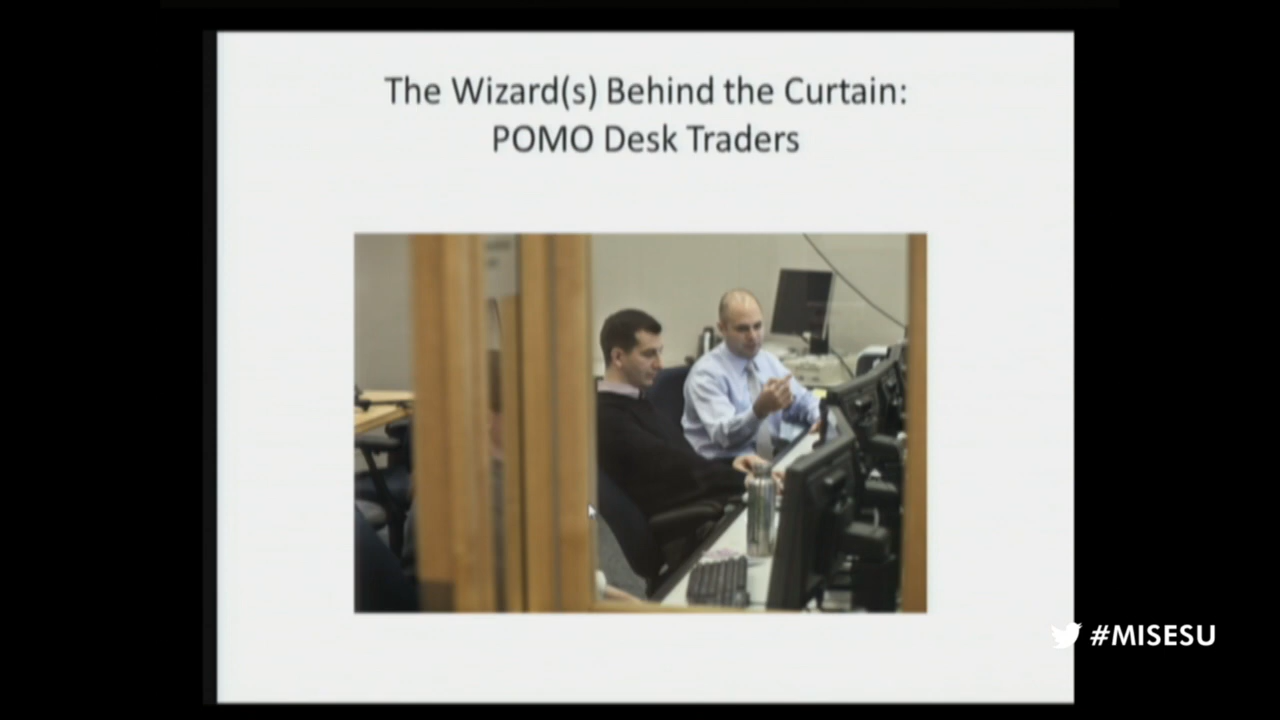 The Wizard(s) Behind the Curtain:
POMO Desk Traders
#MISESU